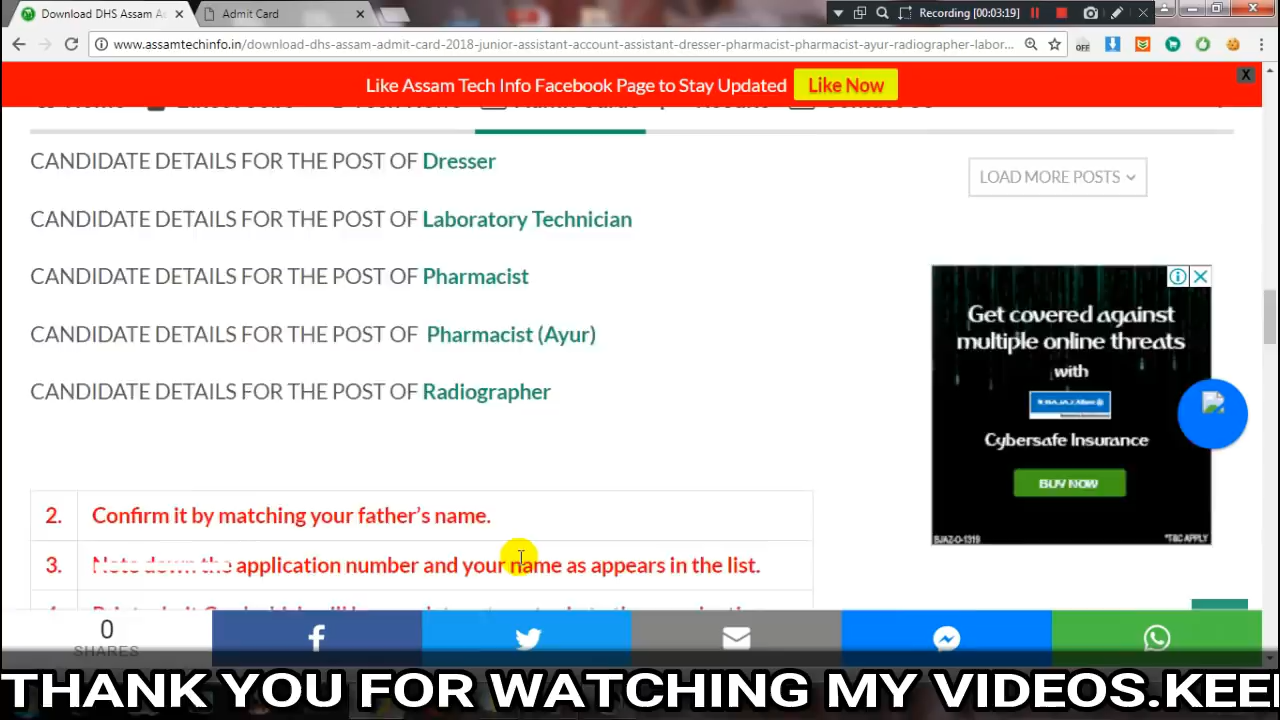 Download DHS Assam A
Admit Card
Recording [00:03:19]
www.assamtechinfo.in/download-dhs-assam-admit-card-2018-junior-assistant-account-assistant-dresser-pharmacist-pharmacist-ayur-radiographer-labor...
OFF
Like Assam Tech Info Facebook Page to Stay Updated Like Now
X
CANDIDATE DETAILS FOR THE POST OF Dresser
LOAD MORE POSTS
CANDIDATE DETAILS FOR THE POST OF Laboratory Technician
CANDIDATE DETAILS FOR THE POST OF Pharmacist
CANDIDATE DETAILS FOR THE POST OF Pharmacist (Ayur)
CANDIDATE DETAILS FOR THE POST OF Radiographer
Get covered against
multiple online threats
with
BAJAJ Allianz
Cybersafe Insurance
BUY NOW
BJAZ-O-1319
*T&C APPLY
2. Confirm it by matching your father's name.
3. Note down the application number and your name as appears in the list.
0
SHARES
THANK YOU FOR WATCHING MY VIDEOS.KEE